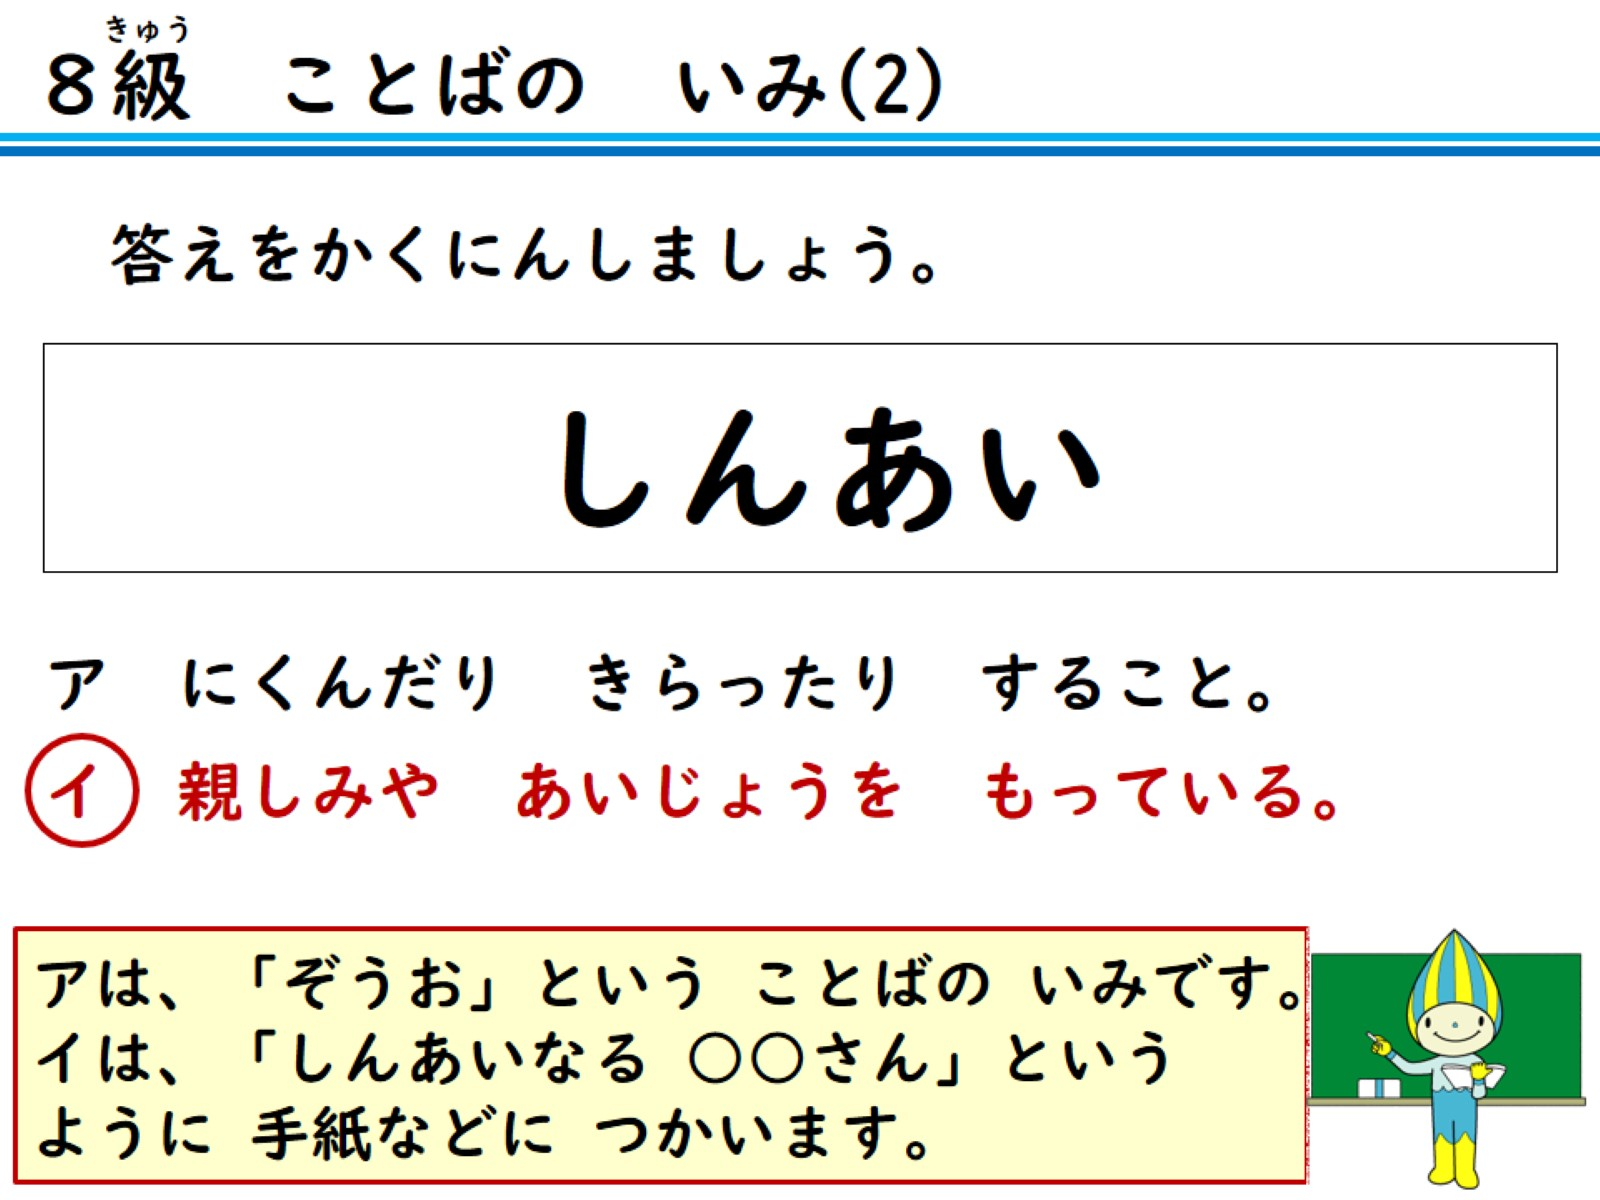 きゅう
８級　ことばの　いみ(2)
答えをかくにんしましょう。
しんあい
ア　にくんだり　きらったり　すること。
イ　親しみや　あいじょうを　もっている。
アは、「ぞうお」という ことばの いみです。
イは、「しんあいなる 〇〇さん」という
ように 手紙などに つかいます。